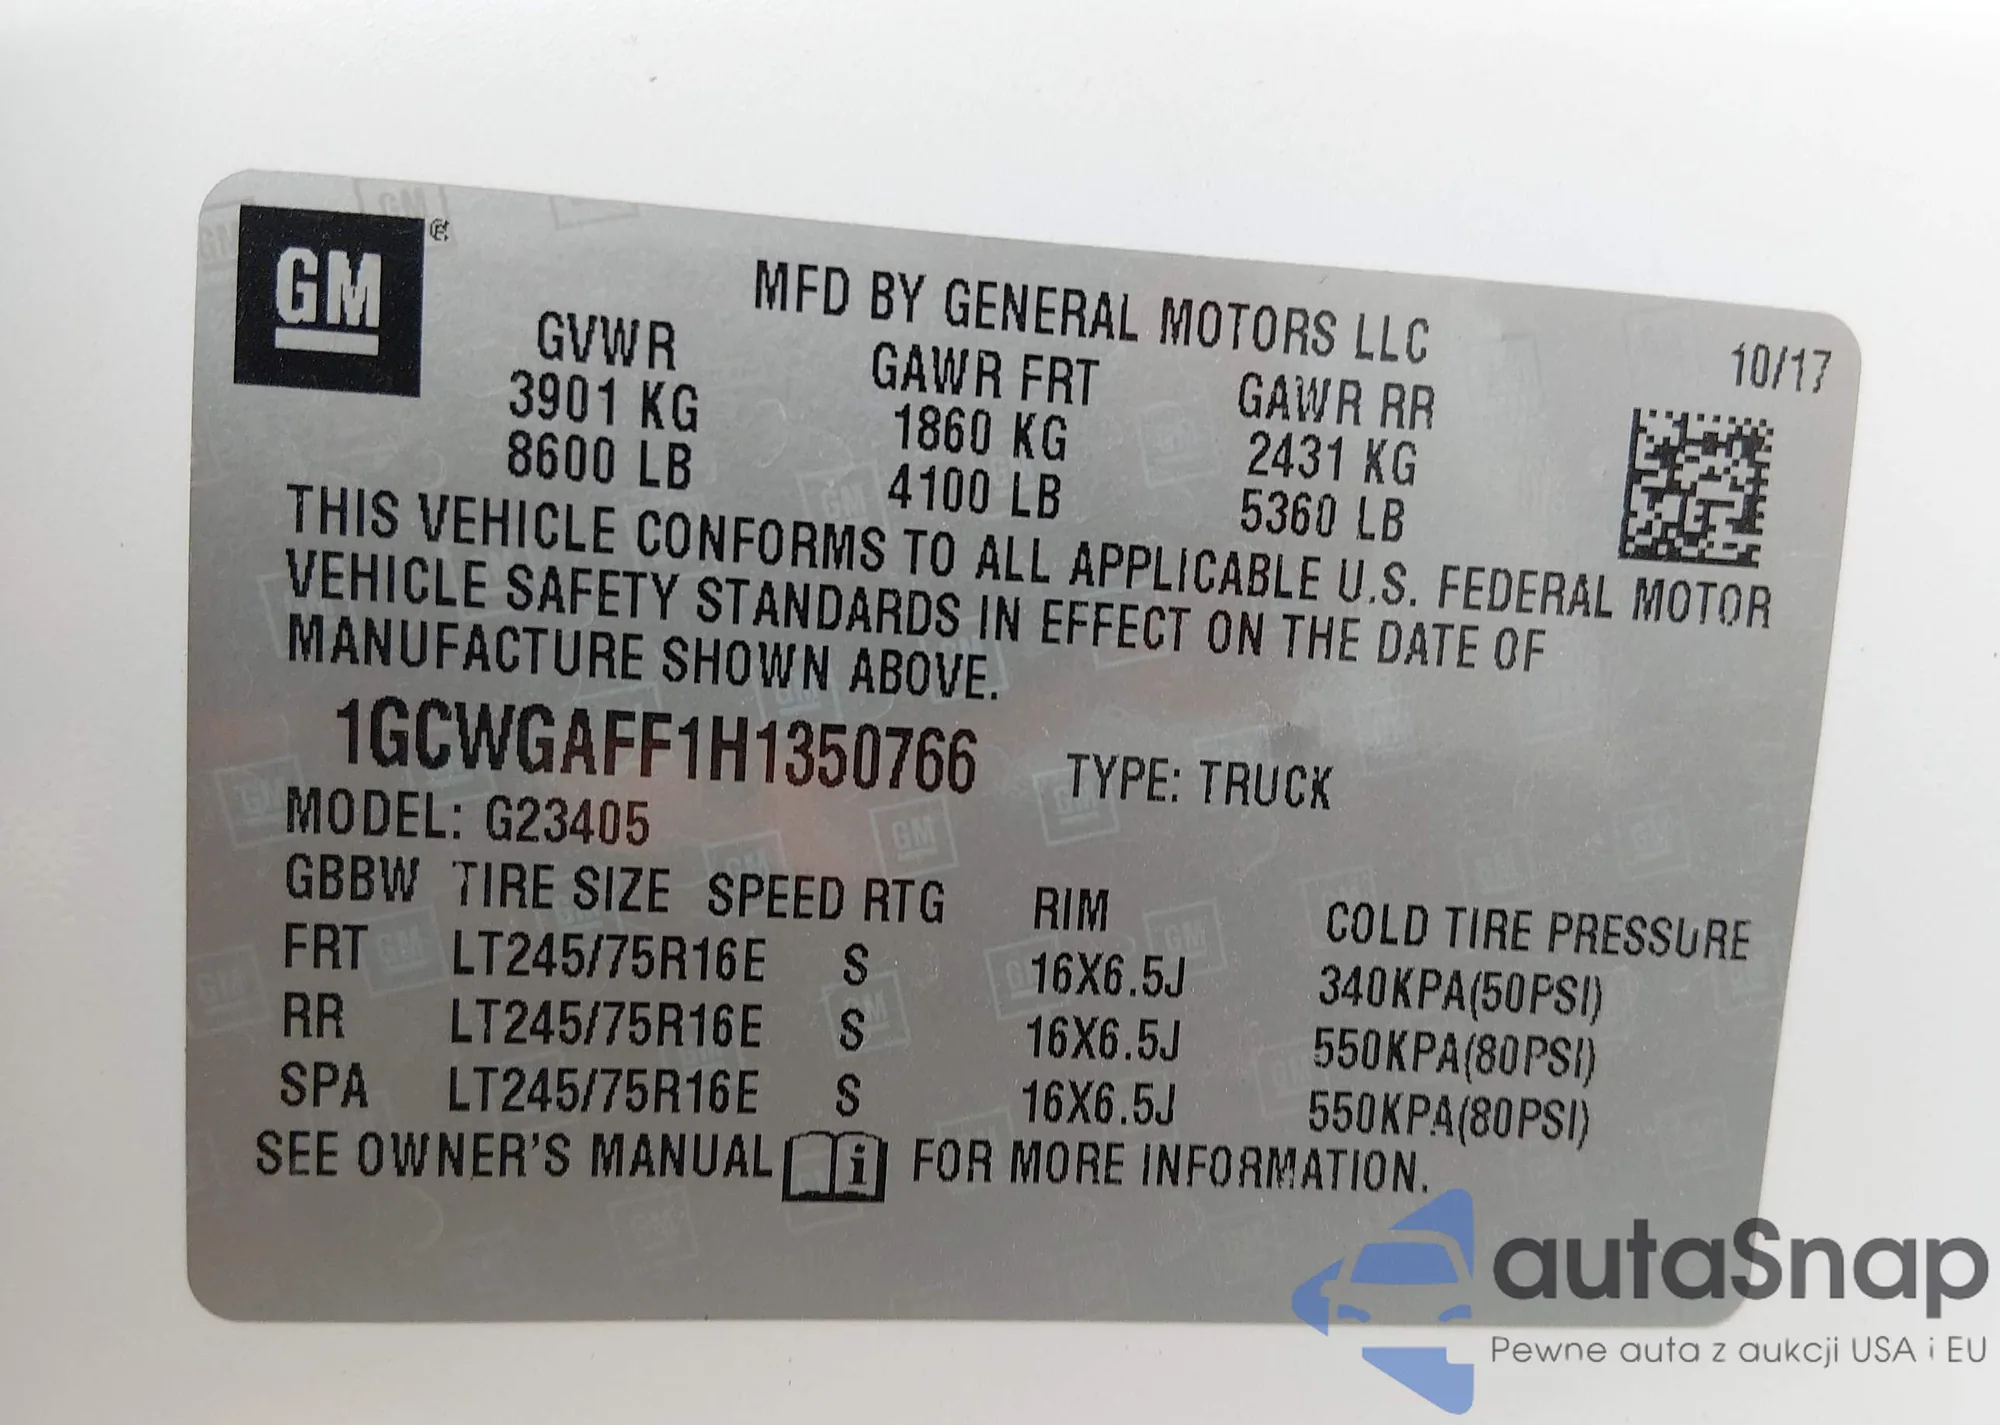 GM®
MFD BY GENERAL MOTORS LLC
10/17
GVWR GAWR FRT GAWR RR
3901 KG 1860 KG 2431 KG
8600 LB 4100 LB 5360 LB
THIS VEHICLE CONFORMS TO ALL APPLICABLE U.S. FEDERAL MOTOR
VEHICLE SAFETY STANDARDS IN EFFECT ON THE DATE OF
MANUFACTURE SHOWN ABOVE.
1GCWGAFF1H1350766 TYPE: TRUCK
MODEL: G23405
GBBW TIRE SIZE SPEED RTG RIM COLD TIRE PRESSURE
FRT LT245/75R16E S 16X6.5J 340KPA(50PSI)
RR LT245/75R16E S 16X6.5J 550KPA(80PSI)
SPA LT245/75R16E S 16X6.5J 550KPA(80PSI)
SEE OWNER'S MANUAL i FOR MORE INFORMATION.
autaSnap
Pewne auta z aukcji USA i EU